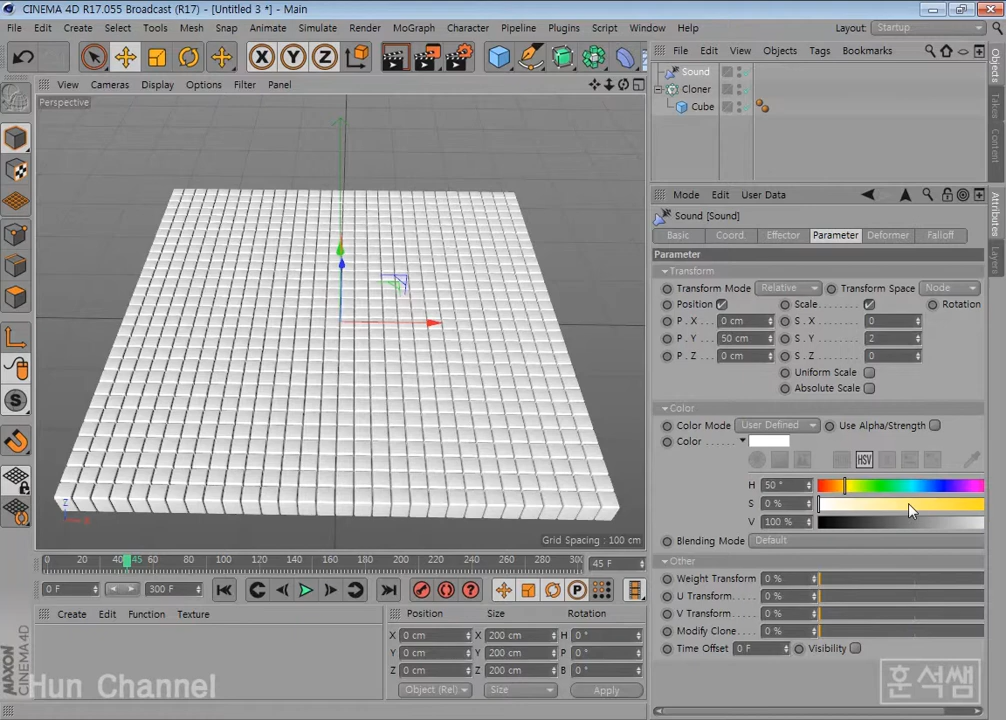 CINEMA 4D R17.055 Broadcast (R17) - [Untitled 3 *] - Main
File Edit Create Select Tools Mesh Snap Animate Simulate Render MoGraph Character Pipeline Plugins Script Window Help Layout: Startup
X Y Z
File Edit View Objects Tags Bookmarks
Sound
Cloner
Cube
Objects
Takes
Content
View Cameras Display Options Filter Panel
Perspective
Grid Spacing : 100 cm
Mode Edit User Data
Attributes
Layers
Sound [Sound]
Basic Coord. Effector Parameter Deformer Falloff
Parameter
Transform
Transform Mode Relative Transform Space Node
Position Scale Rotation
P . X 0 cm S . X 0
P . Y 50 cm S . Y 2
P . Z 0 cm S . Z 0
Uniform Scale
Absolute Scale
Color
Color Mode User Defined Use Alpha/Strength
Color
HSV
H 50 °
S 0 %
V 100 %
Blending Mode Default
Other
Weight Transform 0 %
U Transform 0 %
V Transform 0 %
Modify Clone 0 %
Time Offset 0 F Visibility
0 20 40 45 60 80 100 120 140 160 180 200 220 240 260 280 300 45 F
0 F 300 F
Create Edit Function Texture
Position Size Rotation
X 0 cm X 200 cm H 0 °
Y 0 cm Y 200 cm P 0 °
Z 0 cm Z 200 cm B 0 °
Object (Rel) Size Apply
MAXON
CINEMA 4D
Hun Channel
훈석쌤